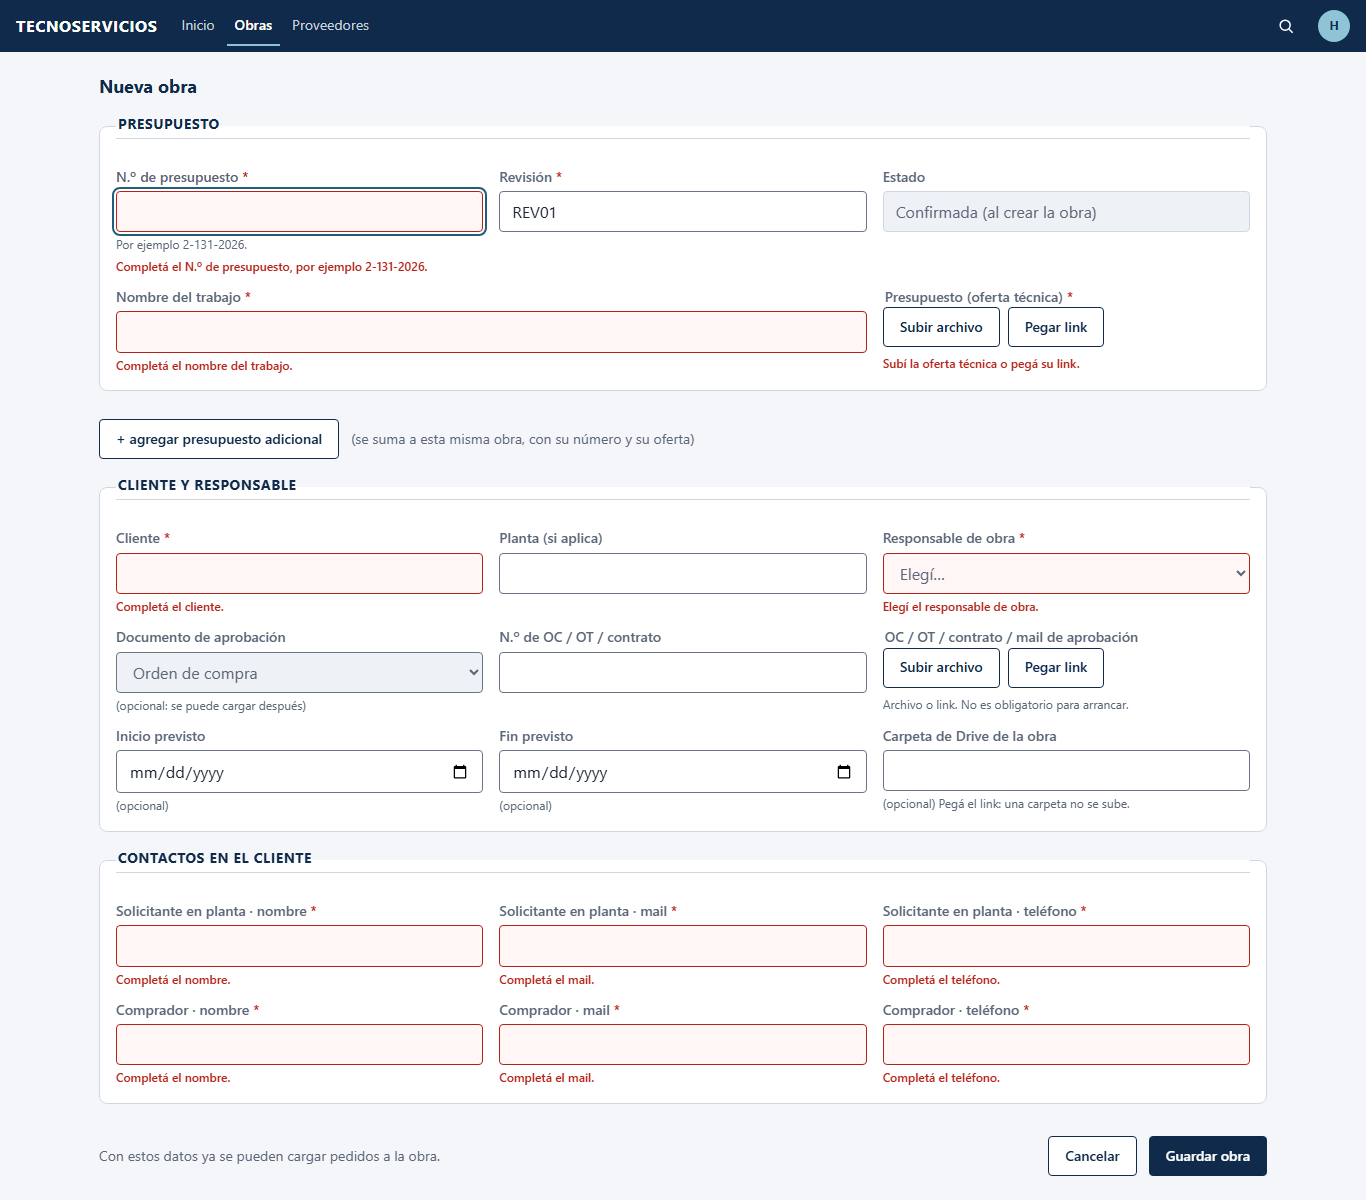 TECNOSERVICIOS Inicio Obras Proveedores H
Nueva obra
PRESUPUESTO
N.º de presupuesto * Revisión * Estado
REV01 Confirmada (al crear la obra)
Por ejemplo 2-131-2026.
Completá el N.º de presupuesto, por ejemplo 2-131-2026.
Nombre del trabajo * Presupuesto (oferta técnica) *
Subir archivo Pegar link
Completá el nombre del trabajo. Subí la oferta técnica o pegá su link.
+ agregar presupuesto adicional (se suma a esta misma obra, con su número y su oferta)
CLIENTE Y RESPONSABLE
Cliente * Planta (si aplica) Responsable de obra *
Elegí...
Completá el cliente. Elegí el responsable de obra.
Documento de aprobación N.º de OC / OT / contrato OC / OT / contrato / mail de aprobación
Orden de compra Subir archivo Pegar link
(opcional: se puede cargar después) Archivo o link. No es obligatorio para arrancar.
Inicio previsto Fin previsto Carpeta de Drive de la obra
mm/dd/yyyy mm/dd/yyyy
(opcional) (opcional) (opcional) Pegá el link: una carpeta no se sube.
CONTACTOS EN EL CLIENTE
Solicitante en planta · nombre * Solicitante en planta · mail * Solicitante en planta · teléfono *
Completá el nombre. Completá el mail. Completá el teléfono.
Comprador · nombre * Comprador · mail * Comprador · teléfono *
Completá el nombre. Completá el mail. Completá el teléfono.
Con estos datos ya se pueden cargar pedidos a la obra. Cancelar Guardar obra